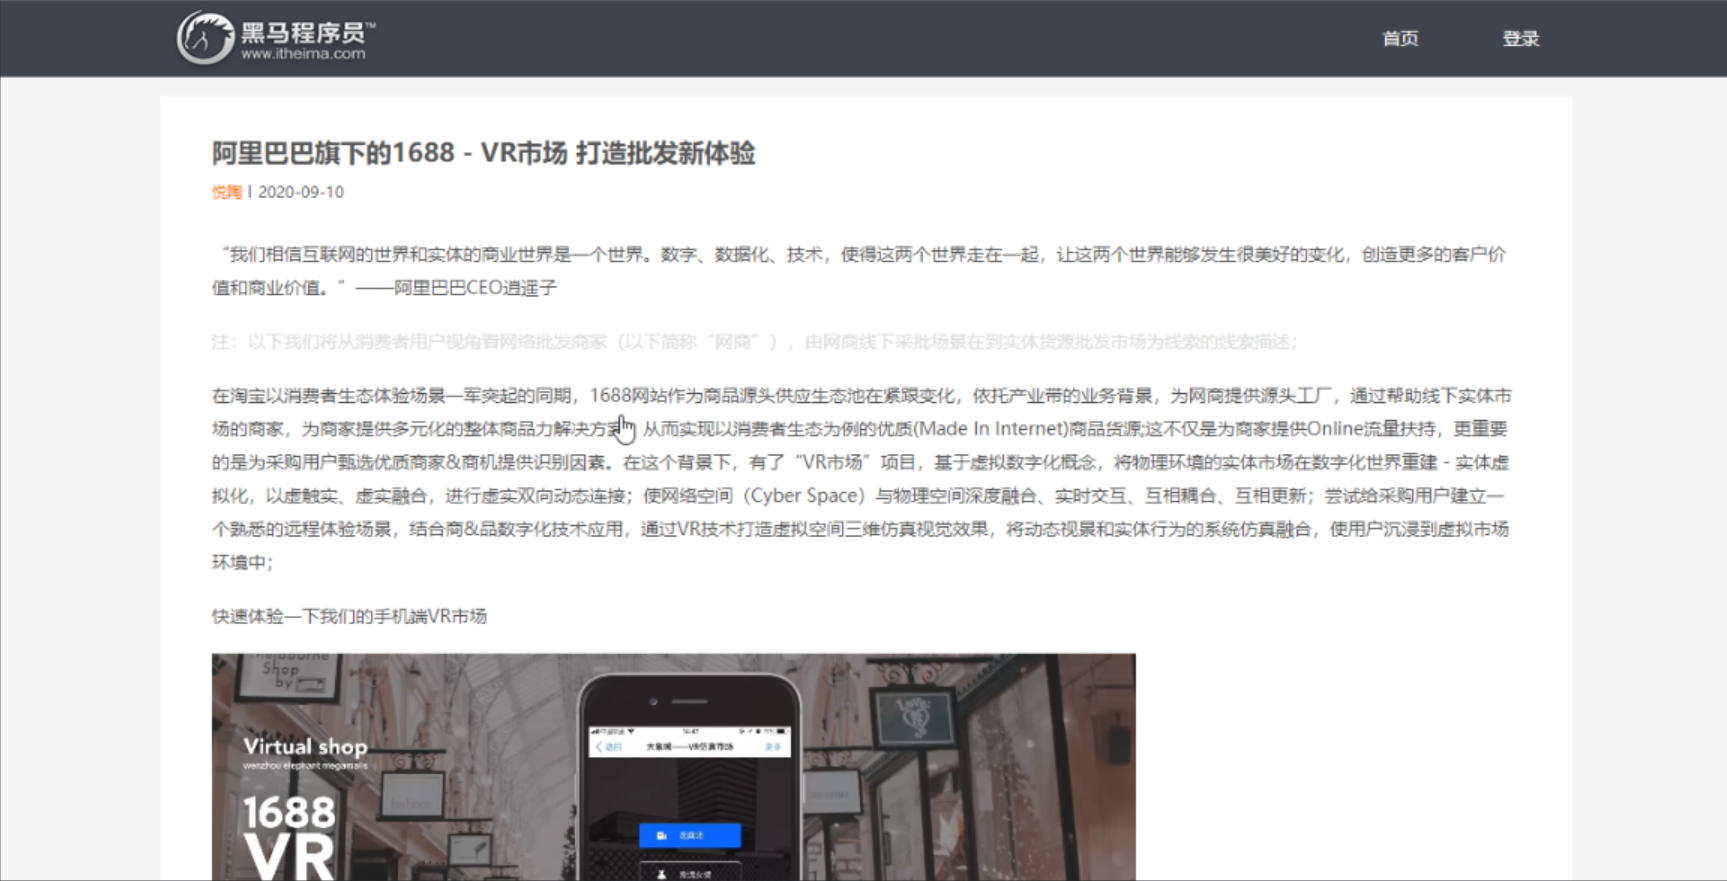 黑马程序员™
www.itheima.com
首页
登录
阿里巴巴旗下的1688 - VR市场 打造批发新体验
悦陶 | 2020-09-10
“我们相信互联网的世界和实体的商业世界是一个世界。数字、数据化、技术，使得这两个世界走在一起，让这两个世界能够发生很美好的变化，创造更多的客户价
值和商业价值。” ——阿里巴巴CEO逍遥子
注：以下我们将从消费者用户视角看网络批发商家（以下简称“网商”），由网商线下采批场景在到实体货源批发市场为线索的线索描述；
在淘宝以消费者生态体验场景一军突起的同期，1688网站作为商品源头供应生态池在紧跟变化，依托产业带的业务背景，为网商提供源头工厂，通过帮助线下实体市
场的商家，为商家提供多元化的整体商品力解决方案，从而实现以消费者生态为例的优质(Made In Internet)商品货源;这不仅是为商家提供Online流量扶持，更重要
的是为采购用户甄选优质商家&商机提供识别因素。在这个背景下，有了“VR市场”项目，基于虚拟数字化概念，将物理环境的实体市场在数字化世界重建 - 实体虚
拟化，以虚触实、虚实融合，进行虚实双向动态连接；使网络空间（Cyber Space）与物理空间深度融合、实时交互、互相耦合、互相更新；尝试给采购用户建立一
个熟悉的远程体验场景，结合商&品数字化技术应用，通过VR技术打造虚拟空间三维仿真视觉效果，将动态视景和实体行为的系统仿真融合，使用户沉浸到虚拟市场
环境中；
快速体验一下我们的手机端VR市场
Melbourne
Shop
by
Virtual shop
wenzhou elephant megamalls
1688
VR
返回
大象城——VR仿真市场
更多
Love